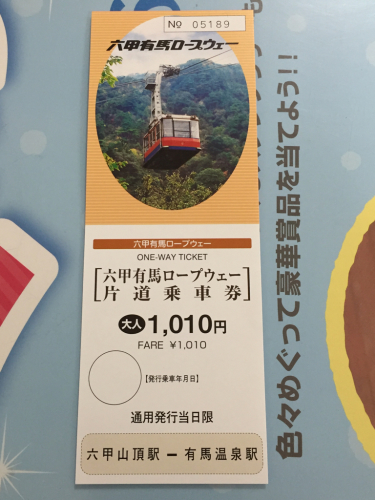 No 05189
六甲有馬ロープウェー
六甲有馬ロープウェー
ONE-WAY TICKET
六甲有馬ロープウェー
片道乗車券
大人 1,010円
FARE ¥1,010
【発行乗車年月日】
通用発行当日限
六甲山頂駅 ー 有馬温泉駅
色々めぐって豪華賞品を当てよう!!